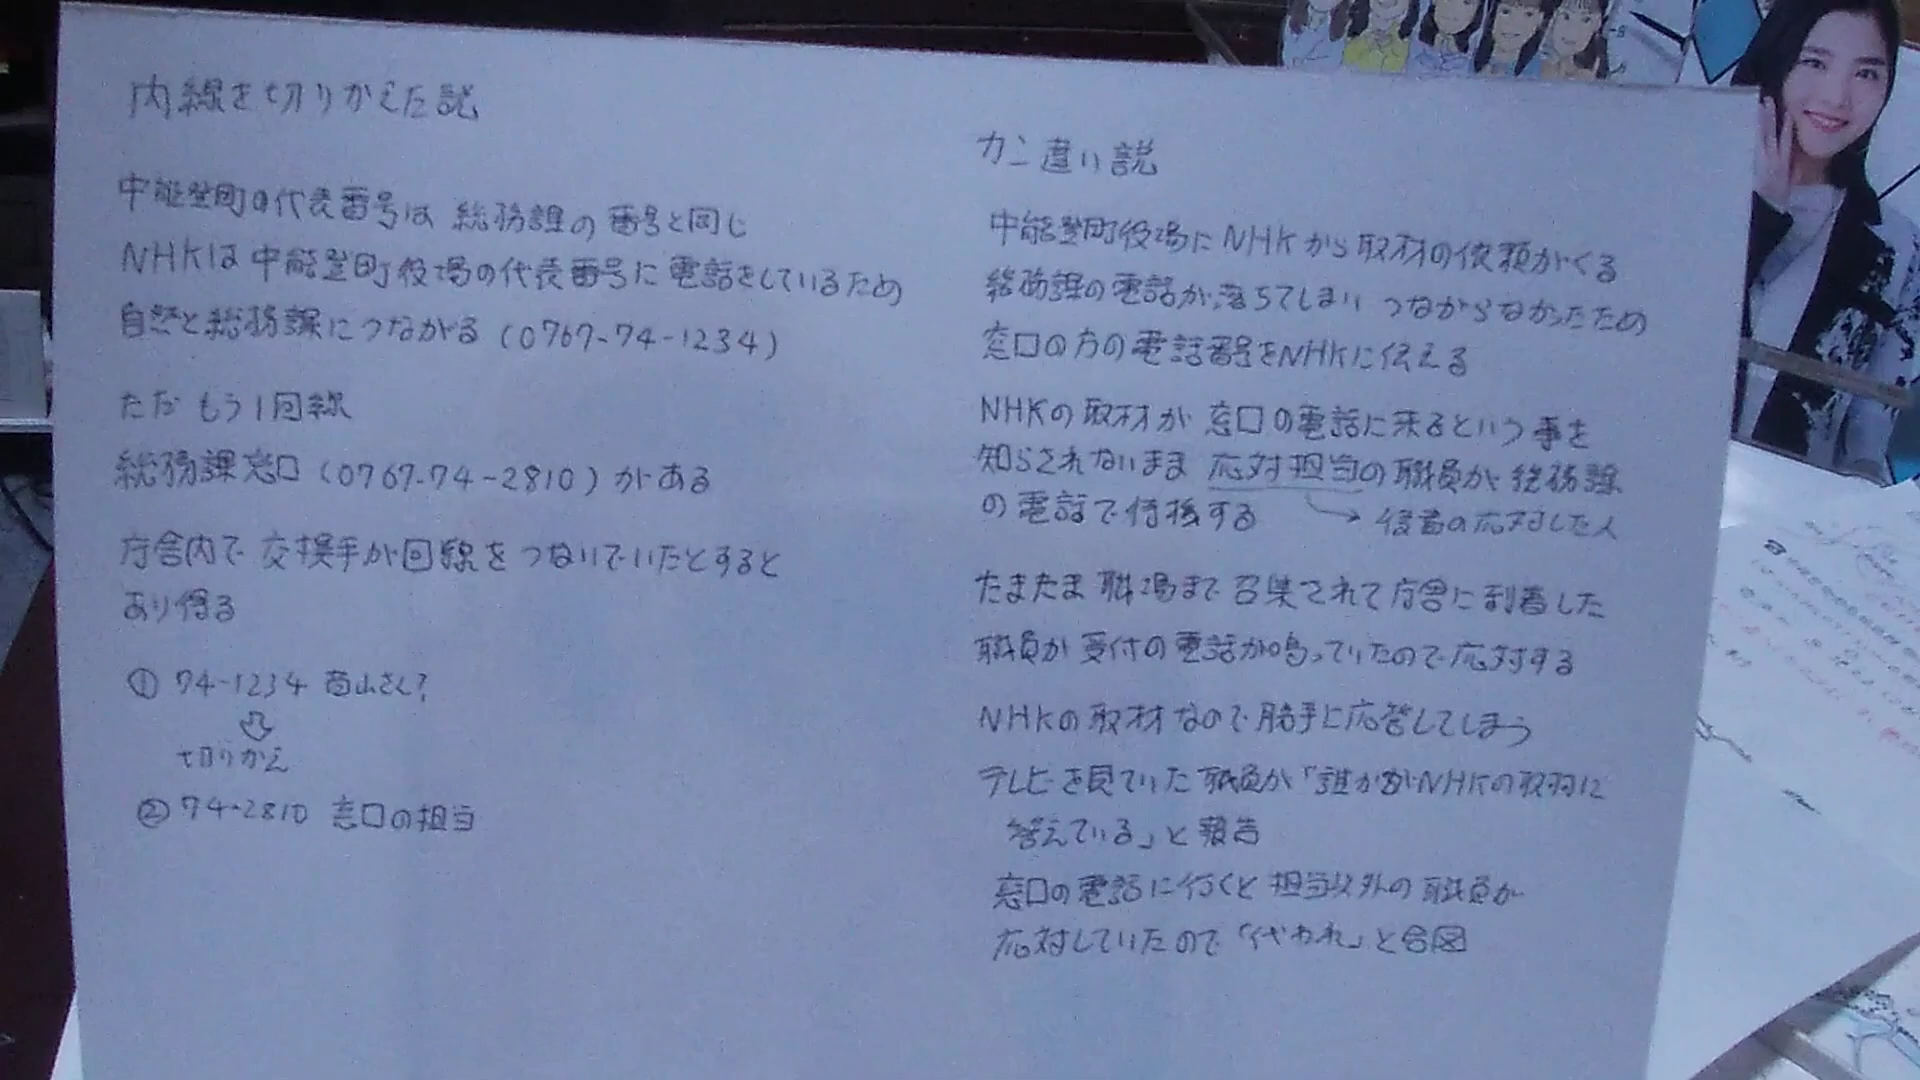 内線を切りかえた説
中能登町の代表番号は 総務課の番号と同じ
NHKは中能登町役場の代表番号に電話をしているため
自然と総務課につながる (0767-74-1234)
ただ もう1回線
総務課窓口 (0767-74-2810) がある
庁舎内で 交換手が回線をつないでいたとすると
あり得る
① 74-1234 苗山さん?
⇩
切りかえ
② 74-2810 窓口の担当
カン違い説
中能登町役場にNHKから取材の依頼がくる
総務課の電話が落ちてしまい つながらなかったため
窓口の方の電話番号をNHKに伝える
NHKの取材が 窓口の電話に来るという事を
知らされないまま 応対担当の職員が総務課
の電話で待機する
→ 信音の応対した人
たまたま 職場まで召集されて庁舎に到着した
職員が 受付の電話が鳴っていたので応対する
NHKの取材なので 勝手に応答してしまう
テレビを見ていた職員が「誰かがNHKの取材に
答えている」と報告
窓口の電話に行くと 担当以外の職員が
応対していたので「代われ」と合図